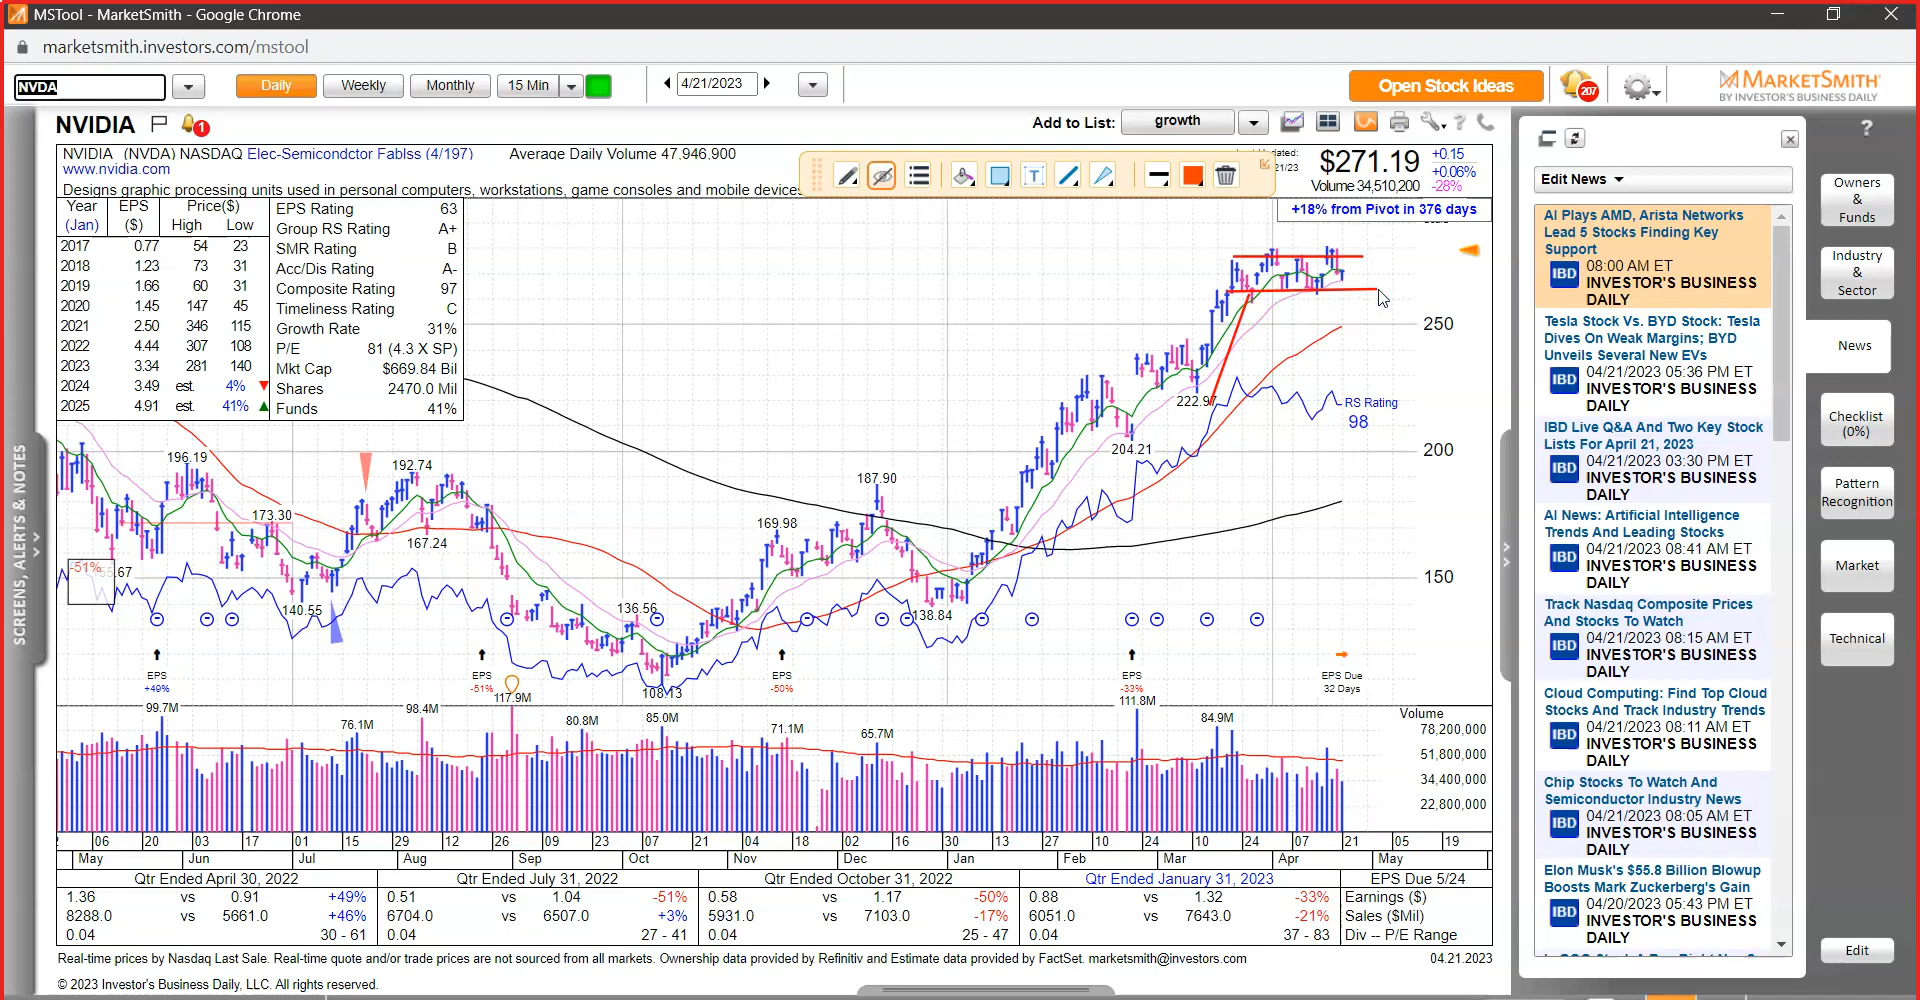 MSTool - MarketSmith - Google Chrome
marketsmith.investors.com/mstool
NVDA
Daily
Weekly
Monthly
15 Min
4/21/2023
Open Stock Ideas
207
MARKETSMITH
BY INVESTOR'S BUSINESS DAILY
NVIDIA
1
Add to List:
growth
?
NVIDIA (NVDA) NASDAQ Elec-Semicondctor Fablss (4/197) Average Daily Volume 47,946,900
www.nvidia.com
Designs graphic processing units used in personal computers, workstations, game consoles and mobile devices
T
$271.19 +0.15
+0.06%
Volume 34,510,200 -28%
+18% from Pivot in 376 days
Year EPS Price($)
(Jan) ($) High Low
2017 0.77 54 23
2018 1.23 73 31
2019 1.66 60 31
2020 1.45 147 45
2021 2.50 346 115
2022 4.44 307 108
2023 3.34 281 140
2024 3.49 est. 4%
2025 4.91 est. 41%
EPS Rating 63
Group RS Rating A+
SMR Rating B
Acc/Dis Rating A-
Composite Rating 97
Timeliness Rating C
Growth Rate 31%
P/E 81 (4.3 X SP)
Mkt Cap $669.84 Bil
Shares 2470.0 Mil
Funds 41%
250
200
150
222.97
RS Rating
98
204.21
196.19
192.74
187.90
173.30
169.98
167.24
-51%
140.55
136.56
138.84
108.13
EPS
+49%
EPS
-51%
EPS
-50%
EPS
-33%
EPS Due
32 Days
99.7M
76.1M
98.4M
117.9M
80.8M
85.0M
71.1M
65.7M
111.8M
84.9M
Volume
78,200,000
51,800,000
34,400,000
22,800,000
06 20 03 17 01 15 29 12 26 09 23 07 21 04 18 02 16 30 13 27 10 24 10 24 07 21 05 19
May Jun Jul Aug Sep Oct Nov Dec Jan Feb Mar Apr May
Qtr Ended April 30, 2022 Qtr Ended July 31, 2022 Qtr Ended October 31, 2022 Qtr Ended January 31, 2023 EPS Due 5/24
1.36 vs 0.91 +49% 0.51 vs 1.04 -51% 0.58 vs 1.17 -50% 0.88 vs 1.32 -33% Earnings ($)
8288.0 vs 5661.0 +46% 6704.0 vs 6507.0 +3% 5931.0 vs 7103.0 -17% 6051.0 vs 7643.0 -21% Sales ($Mil)
0.04 30 - 61 0.04 27 - 41 0.04 25 - 47 0.04 37 - 83 Div -- P/E Range
Real-time prices by Nasdaq Last Sale. Real-time quote and/or trade prices are not sourced from all markets. Ownership data provided by Refinitiv and Estimate data provided by FactSet. marketsmith@investors.com 04.21.2023
© 2023 Investor's Business Daily, LLC. All rights reserved.
SCREENS, ALERTS & NOTES
Edit News
AI Plays AMD, Arista Networks
Lead 5 Stocks Finding Key
Support
IBD 08:00 AM ET
INVESTOR'S BUSINESS
DAILY
Tesla Stock Vs. BYD Stock: Tesla
Dives On Weak Margins; BYD
Unveils Several New EVs
IBD 04/21/2023 05:36 PM ET
INVESTOR'S BUSINESS
DAILY
IBD Live Q&A And Two Key Stock
Lists For April 21, 2023
IBD 04/21/2023 03:30 PM ET
INVESTOR'S BUSINESS
DAILY
AI News: Artificial Intelligence
Trends And Leading Stocks
IBD 04/21/2023 08:41 AM ET
INVESTOR'S BUSINESS
DAILY
Track Nasdaq Composite Prices
And Stocks To Watch
IBD 04/21/2023 08:15 AM ET
INVESTOR'S BUSINESS
DAILY
Cloud Computing: Find Top Cloud
Stocks And Track Industry Trends
IBD 04/21/2023 08:11 AM ET
INVESTOR'S BUSINESS
DAILY
Chip Stocks To Watch And
Semiconductor Industry News
IBD 04/21/2023 08:05 AM ET
INVESTOR'S BUSINESS
DAILY
Elon Musk's $55.8 Billion Blowup
Boosts Mark Zuckerberg's Gain
IBD 04/20/2023 05:43 PM ET
INVESTOR'S BUSINESS
DAILY
?
Owners
&
Funds
Industry
&
Sector
News
Checklist
(0%)
Pattern
Recognition
Market
Technical
Edit